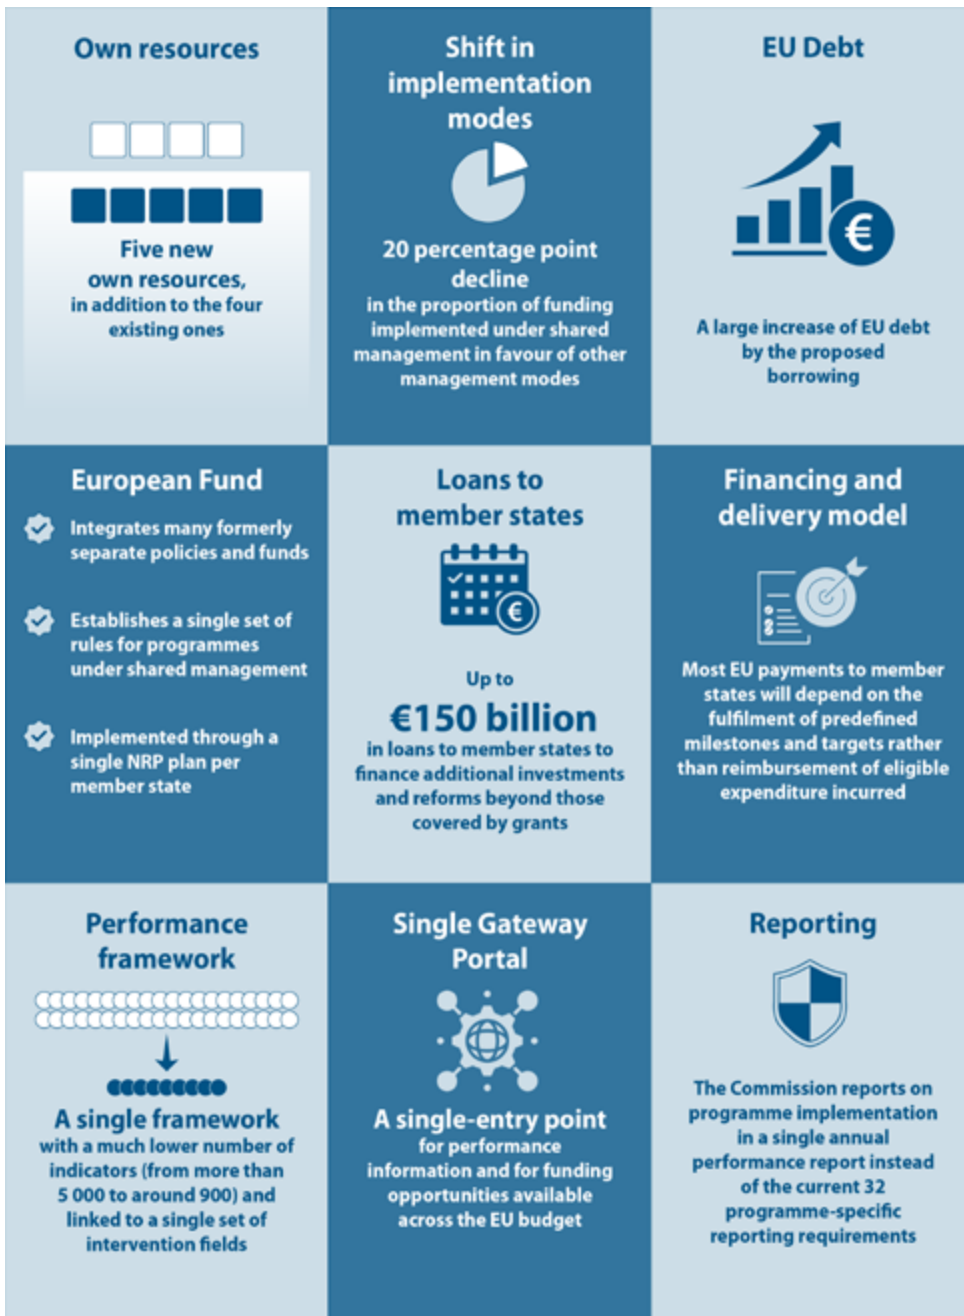 Own resources
Five new
own resources,
in addition to the four
existing ones
Shift in
implementation
modes
20 percentage point
decline
in the proportion of funding
implemented under shared
management in favour of other
management modes
EU Debt
€
A large increase of EU debt
by the proposed
borrowing
European Fund
Integrates many formerly
separate policies and funds
Establishes a single set of
rules for programmes
under shared management
Implemented through a
single NRP plan per
member state
Loans to
member states
€
Up to
€150 billion
in loans to member states to
finance additional investments
and reforms beyond those
covered by grants
Financing and
delivery model
Most EU payments to member
states will depend on the
fulfilment of predefined
milestones and targets rather
than reimbursement of eligible
expenditure incurred
Performance
framework
A single framework
with a much lower number of
indicators (from more than
5 000 to around 900) and
linked to a single set of
intervention fields
Single Gateway
Portal
A single-entry point
for performance
information and for funding
opportunities available
across the EU budget
Reporting
The Commission reports on
programme implementation
in a single annual
performance report instead
of the current 32
programme-specific
reporting requirements